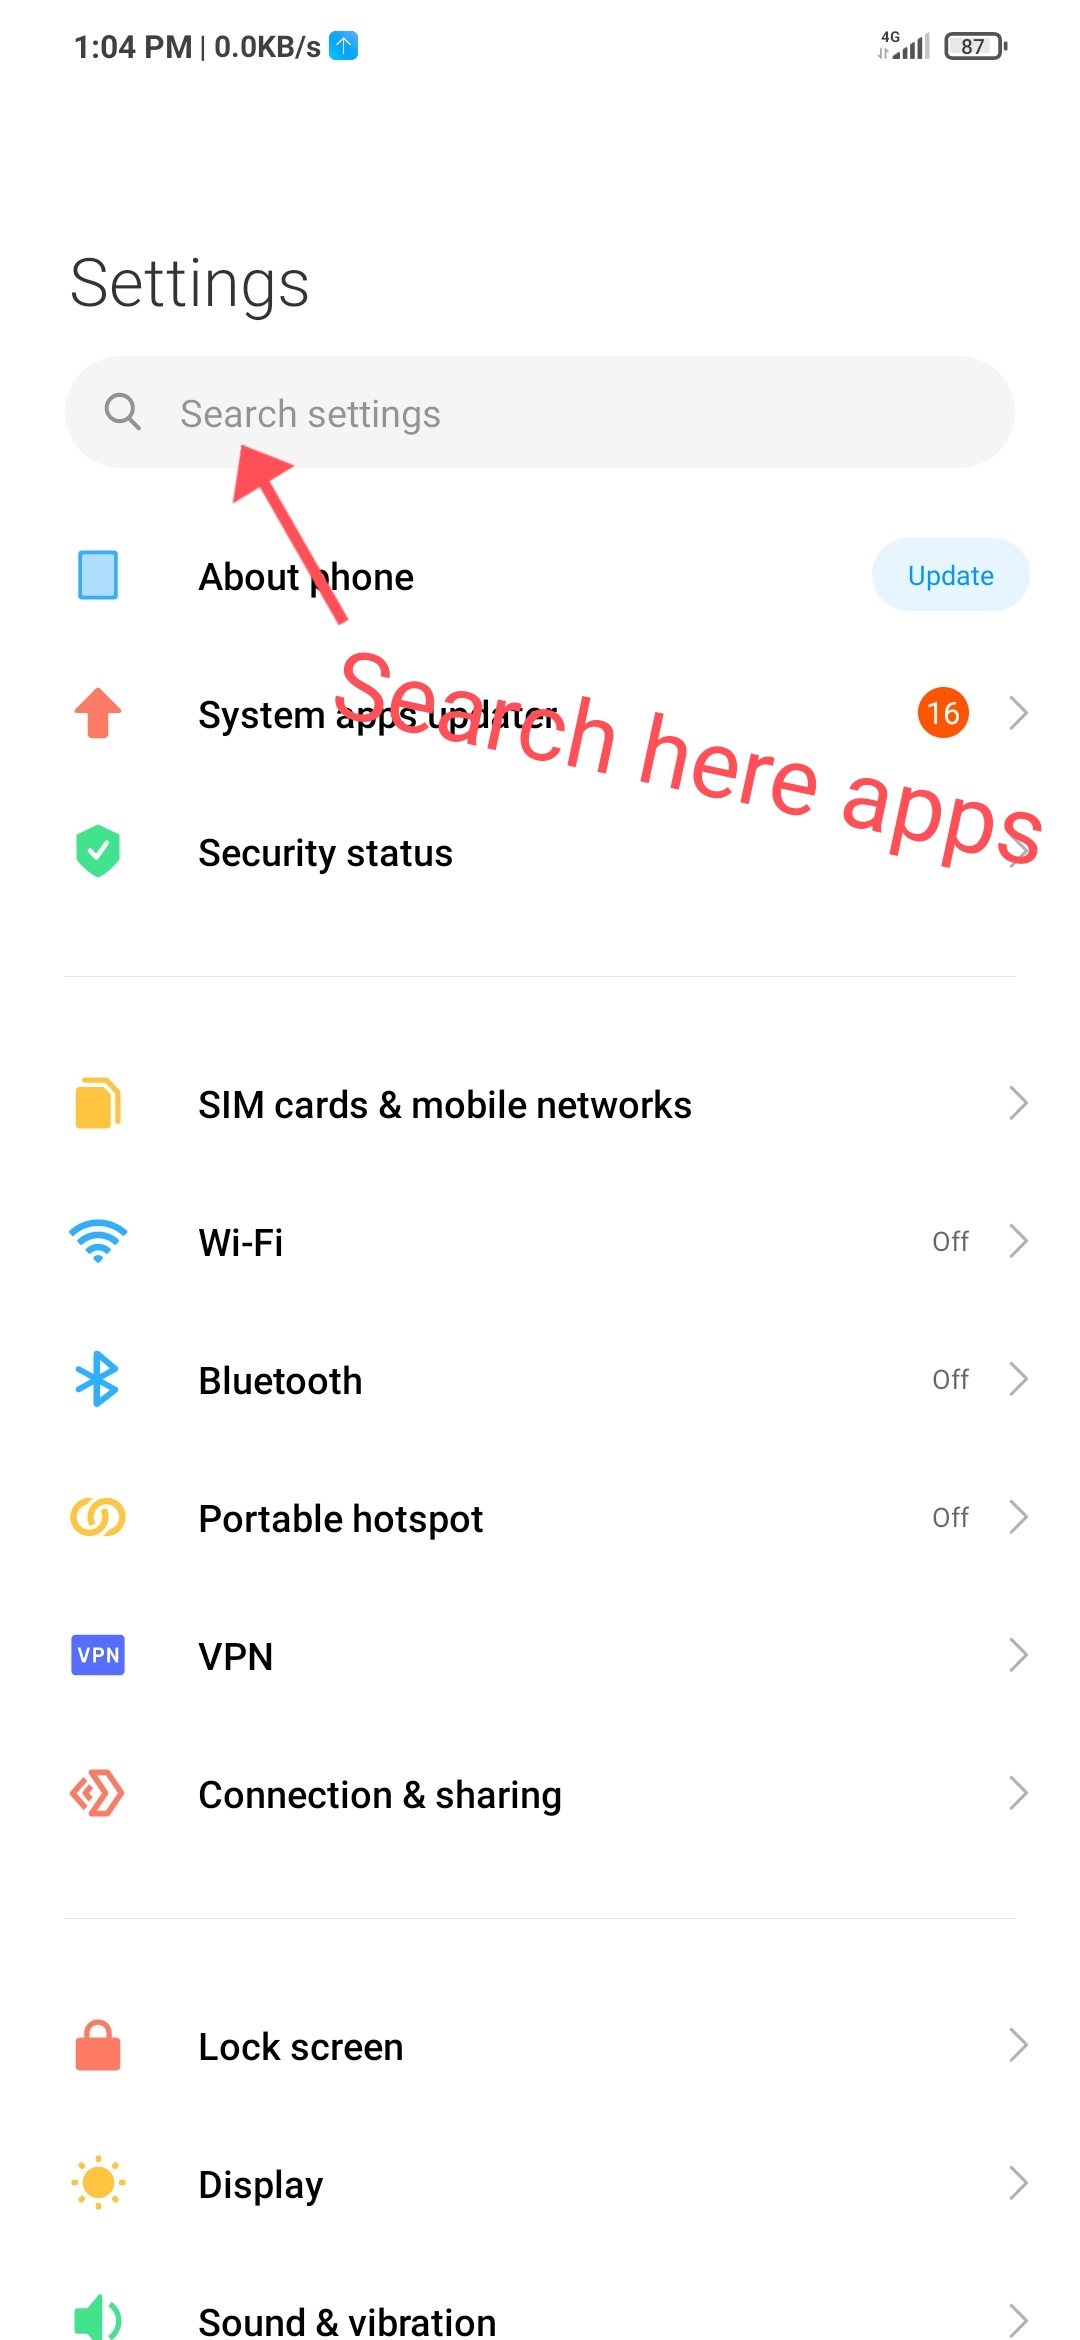 1:04 PM | 0.0KB/s 4G 87
Settings
Search settings
About phone Update
System apps updater 16
Search here apps
Security status
SIM cards & mobile networks
Wi-Fi Off
Bluetooth Off
Portable hotspot Off
VPN VPN
Connection & sharing
Lock screen
Display
Sound & vibration